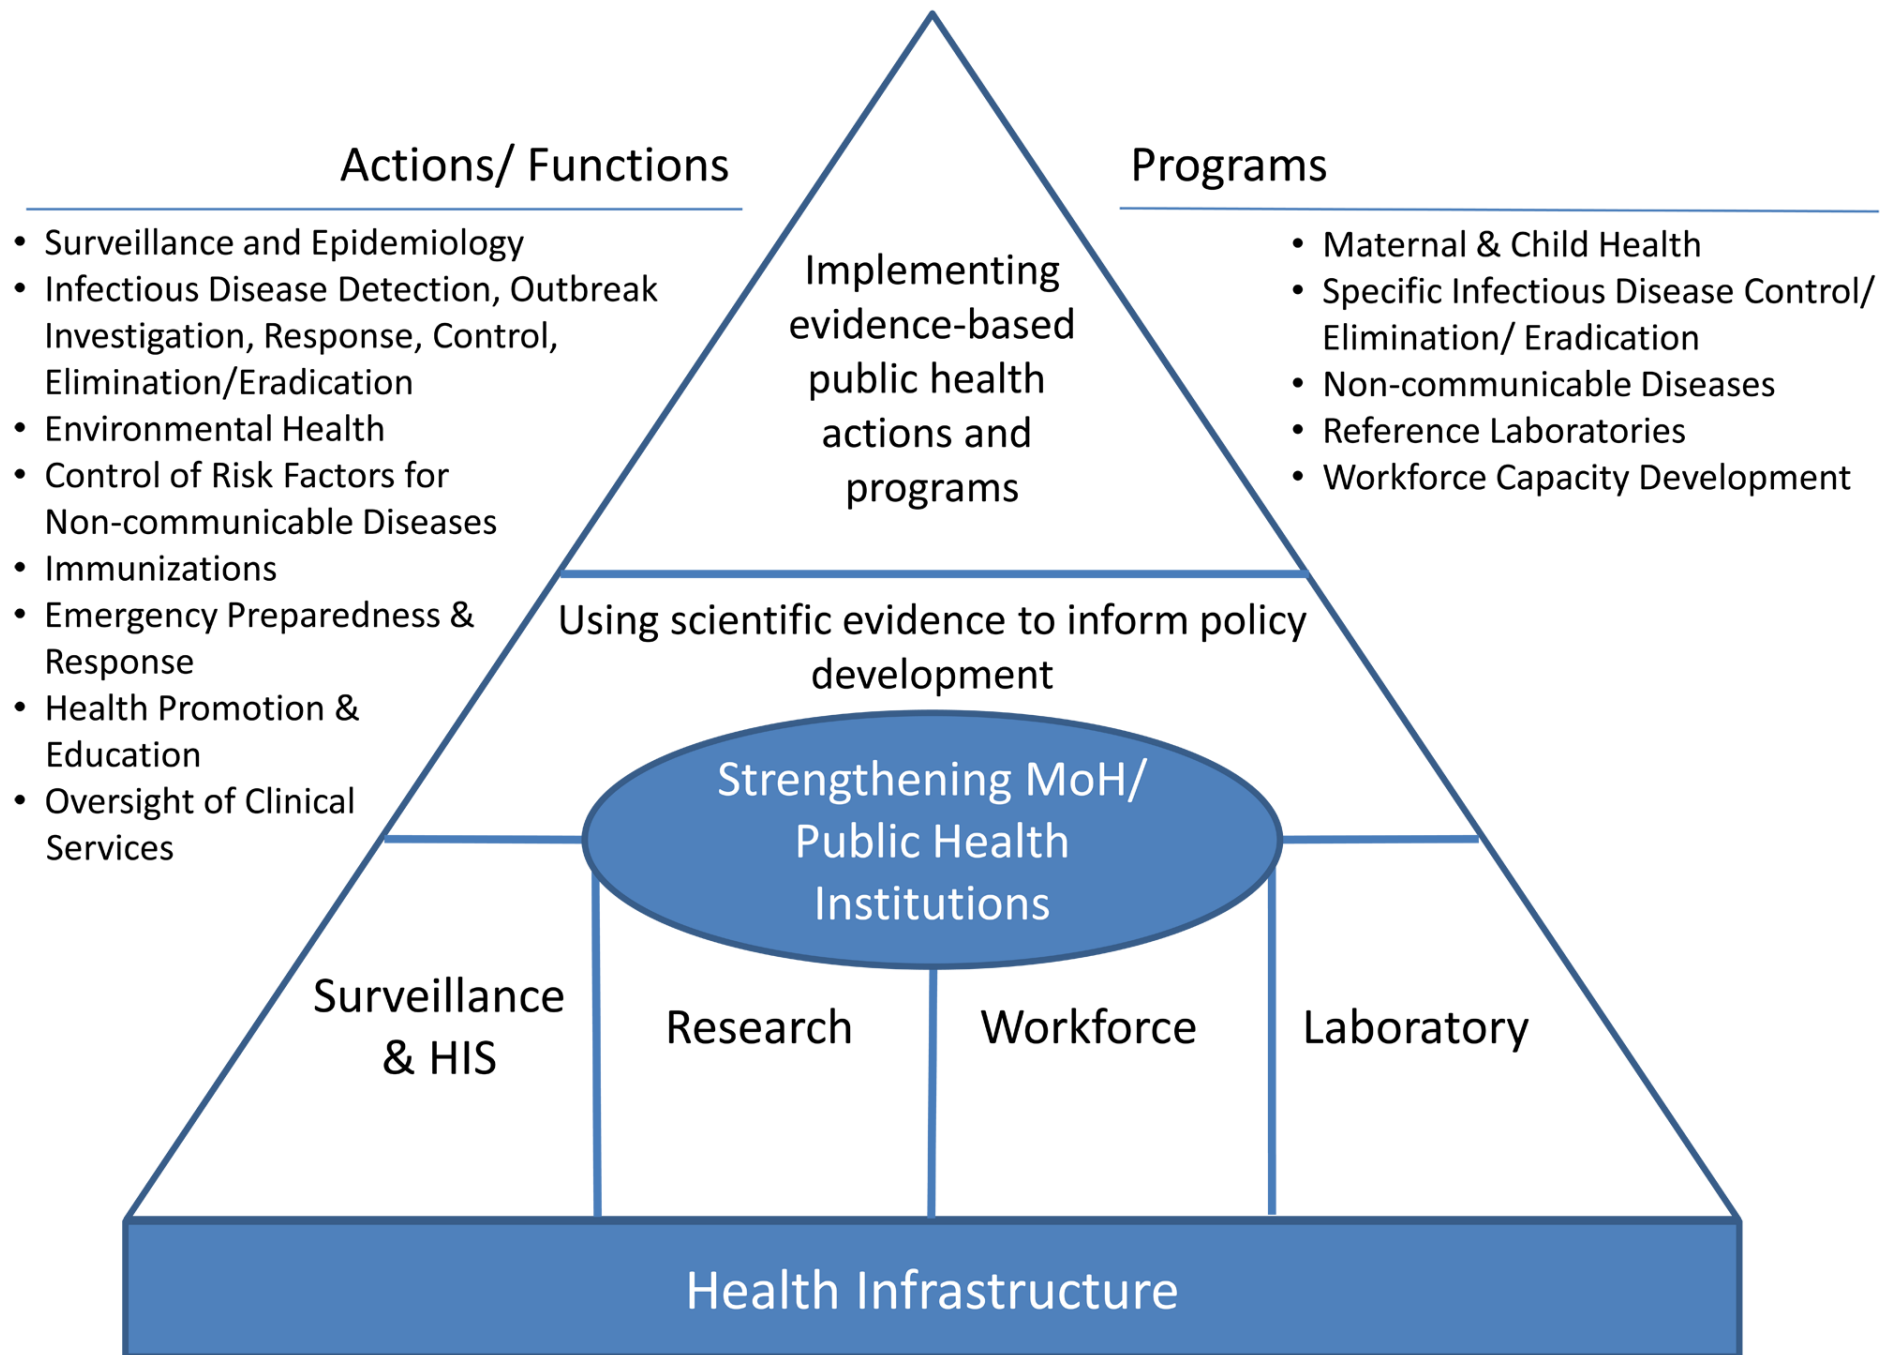 Actions/ Functions
• Surveillance and Epidemiology
• Infectious Disease Detection, Outbreak
Investigation, Response, Control,
Elimination/Eradication
• Environmental Health
• Control of Risk Factors for
Non-communicable Diseases
• Immunizations
• Emergency Preparedness &
Response
• Health Promotion &
Education
• Oversight of Clinical
Services
Programs
• Maternal & Child Health
• Specific Infectious Disease Control/
Elimination/ Eradication
• Non-communicable Diseases
• Reference Laboratories
• Workforce Capacity Development
Implementing
evidence-based
public health
actions and
programs
Using scientific evidence to inform policy
development
Strengthening MoH/
Public Health
Institutions
Surveillance
& HIS
Research
Workforce
Laboratory
Health Infrastructure